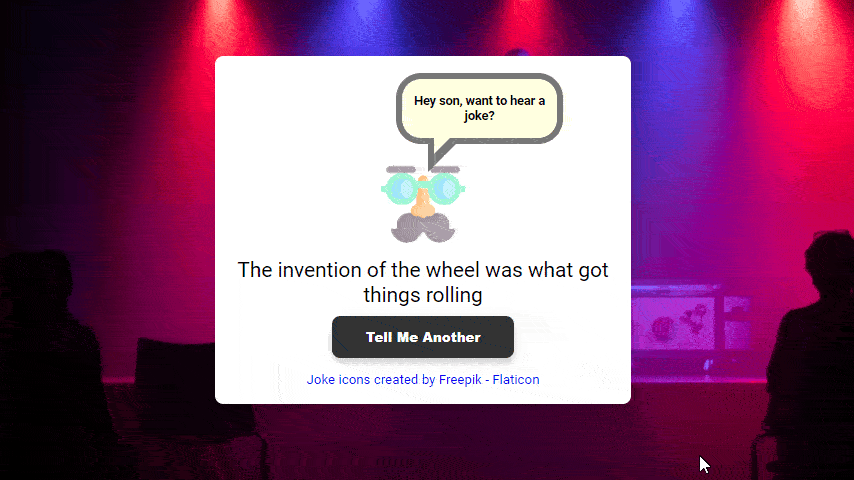 Hey son, want to hear a
joke?
The invention of the wheel was what got
things rolling
Tell Me Another
Joke icons created by Freepik - Flaticon